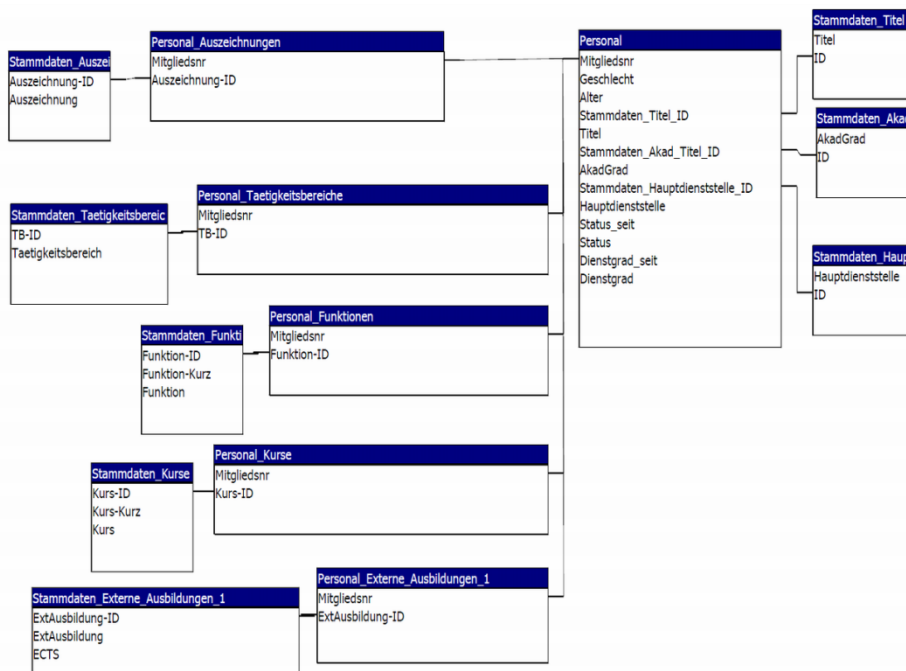 Stammdaten_Auszei
Auszeichnung-ID
Auszeichnung
Personal_Auszeichnungen
Mitgliedsnr
Auszeichnung-ID
Personal
Mitgliedsnr
Geschlecht
Alter
Stammdaten_Titel_ID
Titel
Stammdaten_Akad_Titel_ID
AkadGrad
Stammdaten_Hauptdienststelle_ID
Hauptdienststelle
Status_seit
Status
Dienstgrad_seit
Dienstgrad
Stammdaten_Titel
Titel
ID
Stammdaten_Akad
AkadGrad
ID
Stammdaten_Haup
Hauptdienststelle
ID
Stammdaten_Taetigkeitsbereic
TB-ID
Taetigkeitsbereich
Personal_Taetigkeitsbereiche
Mitgliedsnr
TB-ID
Stammdaten_Funkti
Funktion-ID
Funktion-Kurz
Funktion
Personal_Funktionen
Mitgliedsnr
Funktion-ID
Stammdaten_Kurse
Kurs-ID
Kurs-Kurz
Kurs
Personal_Kurse
Mitgliedsnr
Kurs-ID
Stammdaten_Externe_Ausbildungen_1
ExtAusbildung-ID
ExtAusbildung
ECTS
Personal_Externe_Ausbildungen_1
Mitgliedsnr
ExtAusbildung-ID